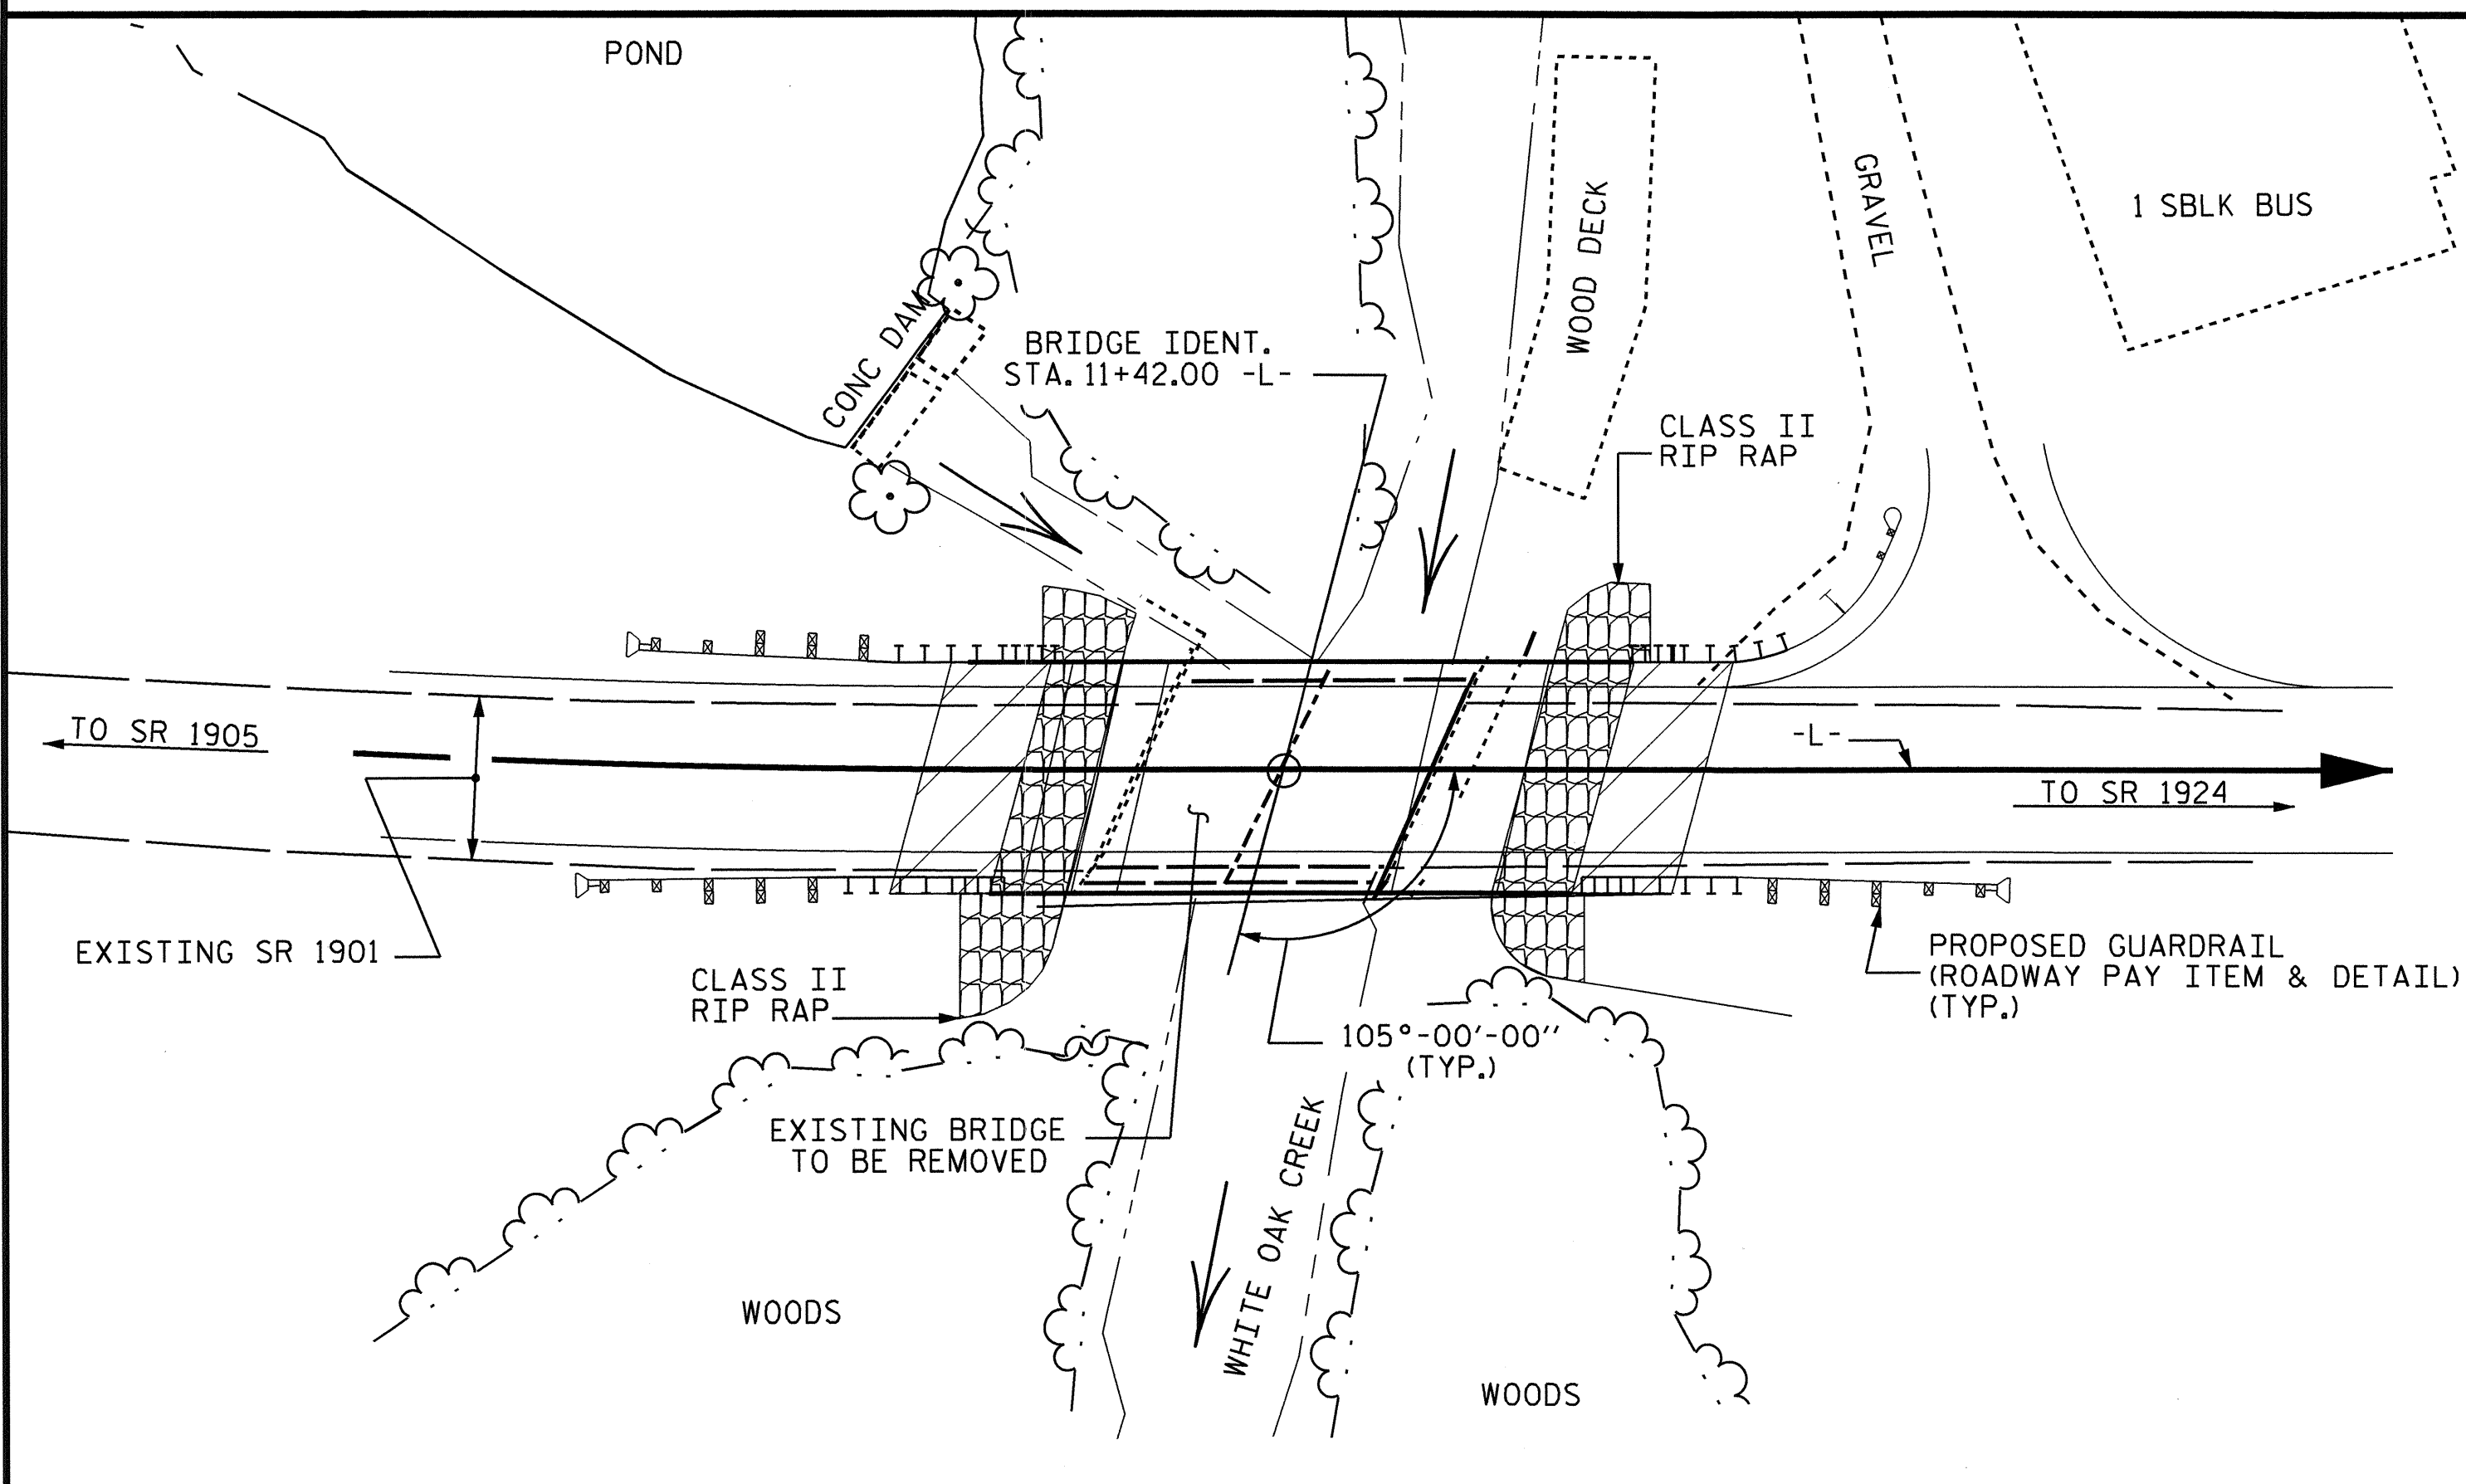 POND
GRAVEL
1 SBLK BUS
WOOD DECK
CONC DAM
BRIDGE IDENT.
STA. 11+42.00 -L-
CLASS II
RIP RAP
TO SR 1905
-L-
TO SR 1924
EXISTING SR 1901
CLASS II
RIP RAP
PROPOSED GUARDRAIL
(ROADWAY PAY ITEM & DETAIL)
(TYP.)
105°-00'-00"
(TYP.)
EXISTING BRIDGE
TO BE REMOVED
WHITE OAK CREEK
WOODS
WOODS